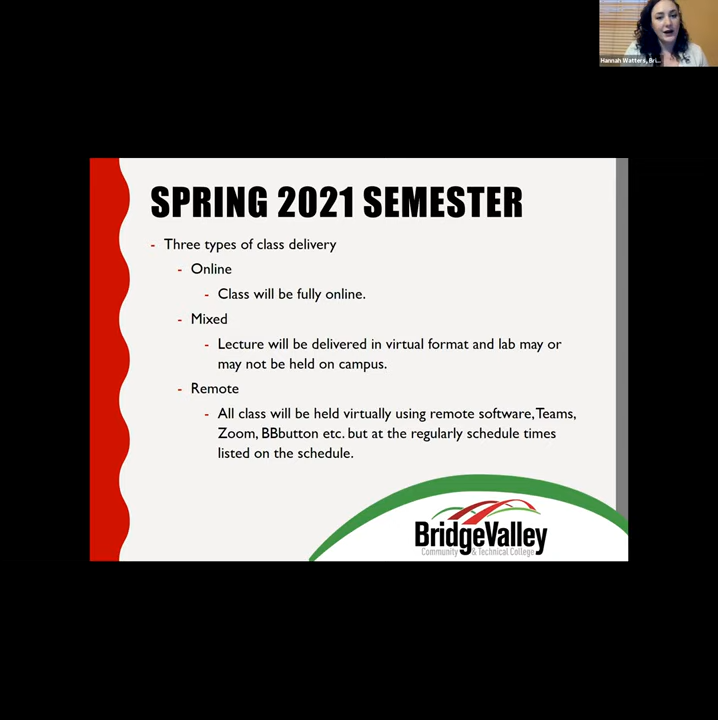 Hannah Watters, Bri...
SPRING 2021 SEMESTER
- Three types of class delivery
- Online
- Class will be fully online.
- Mixed
- Lecture will be delivered in virtual format and lab may or
may not be held on campus.
- Remote
- All class will be held virtually using remote software, Teams,
Zoom, BBbutton etc. but at the regularly schedule times
listed on the schedule.
BridgeValley
Community & Technical College